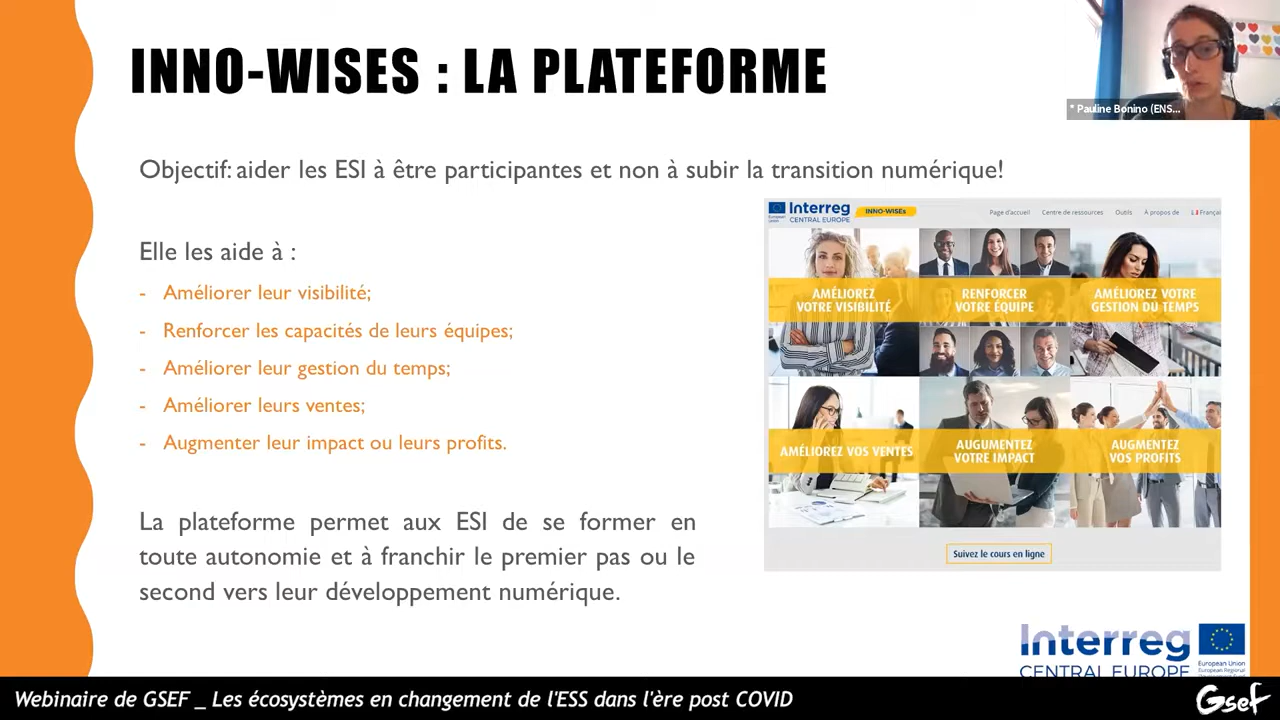 INNO-WISES : LA PLATEFORME
* Pauline Bonino (ENS...
Objectif: aider les ESI à être participantes et non à subir la transition numérique!
Elle les aide à :
- Améliorer leur visibilité;
- Renforcer les capacités de leurs équipes;
- Améliorer leur gestion du temps;
- Améliorer leurs ventes;
- Augmenter leur impact ou leurs profits.
La plateforme permet aux ESI de se former en
toute autonomie et à franchir le premier pas ou le
second vers leur développement numérique.
Interreg
CENTRAL EUROPE
INNO-WISEs
Page d'accueil Centre de ressources Outils À propos de Françai
AMÉLIOREZ
VOTRE VISIBILITÉ
RENFORCER
VOTRE ÉQUIPE
AMÉLIOREZ VOTRE
GESTION DU TEMPS
AMÉLIOREZ VOS VENTES
AUGUMENTEZ
VOTRE IMPACT
AUGMENTEZ
VOS PROFITS
Suivez le cours en ligne
Interreg
CENTRAL EUROPE
European Union
European Regional
Webinaire de GSEF _ Les écosystèmes en changement de l'ESS dans l'ère post COVID
Gsef